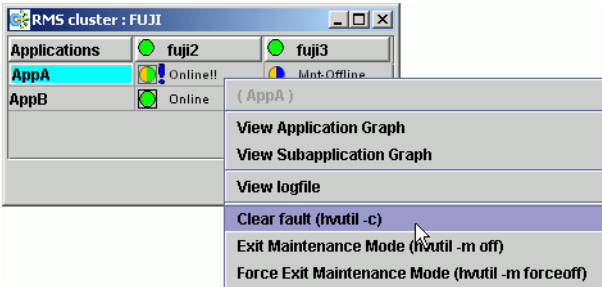 RMS cluster : FUJI
Applications fuji2 fuji3
AppA Online!! Mnt-Offline
AppB Online
( AppA )
View Application Graph
View Subapplication Graph
View logfile
Clear fault (hvutil -c)
Exit Maintenance Mode (hvutil -m off)
Force Exit Maintenance Mode (hvutil -m forceoff)